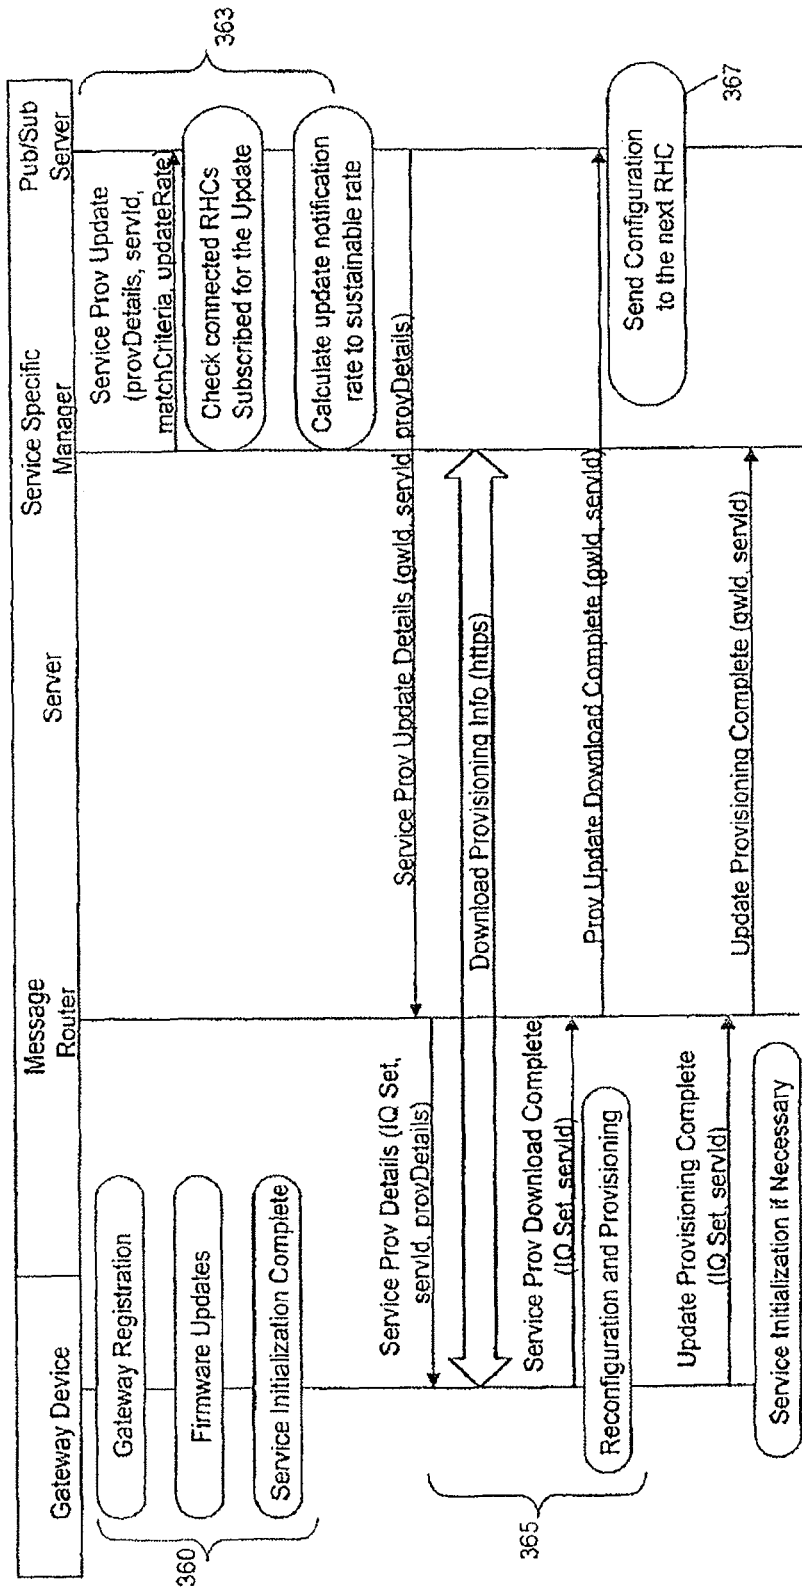 Gateway Device
Message
Router
Server
Service Specific
Manager
Pub/Sub
Server
360
Gateway Registration
Firmware Updates
Service Initialization Complete
Service Prov Update
(provDetails, servId,
matchCriteria, updateRate)
363
Check connected RHCs
Subscribed for the Update
Calculate update notification
rate to sustainable rate
Service Prov Update Details (gwId, servId, provDetails)
Service Prov Details (IQ Set,
servId, provDetails)
Download Provisioning Info (https)
365
Service Prov Download Complete
(IQ Set, servId)
Reconfiguration and Provisioning
Prov Update Download Complete (gwId, servId)
Send Configuration
to the next RHC
367
Update Provisioning Complete
(IQ Set, servId)
Update Provisioning Complete (gwId, servId)
Service Initialization if Necessary